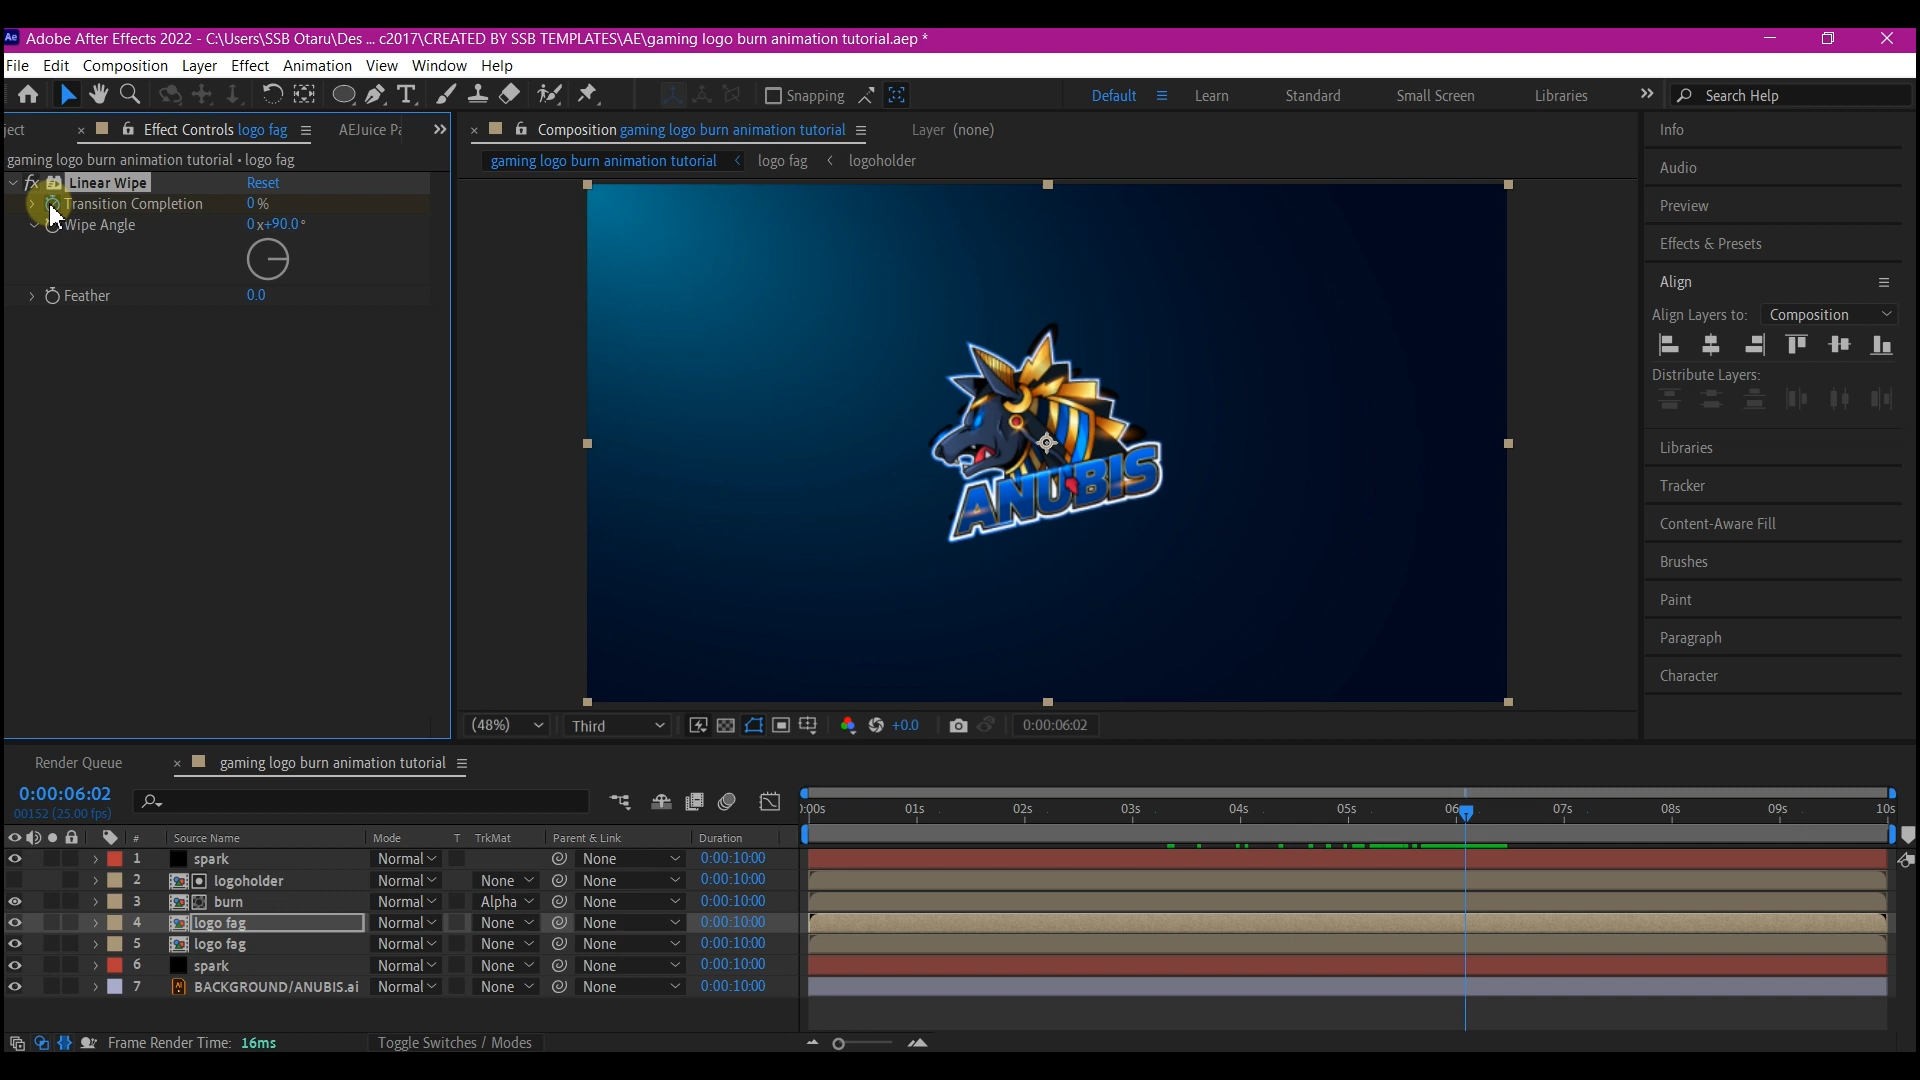 Ae Adobe After Effects 2022 - C:\Users\SSB Otaru\Des ... c2017\CREATED BY SSB TEMPLATES\AE\gaming logo burn animation tutorial.aep *
File Edit Composition Layer Effect Animation View Window Help
Snapping Default Learn Standard Small Screen Libraries Search Help
ject Effect Controls logo fag AEJuice Pa
gaming logo burn animation tutorial • logo fag
fx Linear Wipe Reset
Transition Completion 0 %
Wipe Angle 0 x+90.0 °
Feather 0.0
Composition gaming logo burn animation tutorial Layer (none)
gaming logo burn animation tutorial logo fag logoholder
ANUBIS
(48%) Third +0.0 0:00:06:02
Info
Audio
Preview
Effects & Presets
Align
Align Layers to: Composition
Distribute Layers:
Libraries
Tracker
Content-Aware Fill
Brushes
Paint
Paragraph
Character
Render Queue gaming logo burn animation tutorial
0:00:06:02
00152 (25.00 fps)
# Source Name Mode T TrkMat Parent & Link Duration
1 spark Normal None 0:00:10:00
2 logoholder Normal None None 0:00:10:00
3 burn Normal Alpha None 0:00:10:00
4 logo fag Normal None None 0:00:10:00
5 logo fag Normal None None 0:00:10:00
6 spark Normal None None 0:00:10:00
7 BACKGROUND/ANUBIS.ai Normal None None 0:00:10:00
):00s 01s 02s 03s 04s 05s 06s 07s 08s 09s 10s
Frame Render Time: 16ms Toggle Switches / Modes